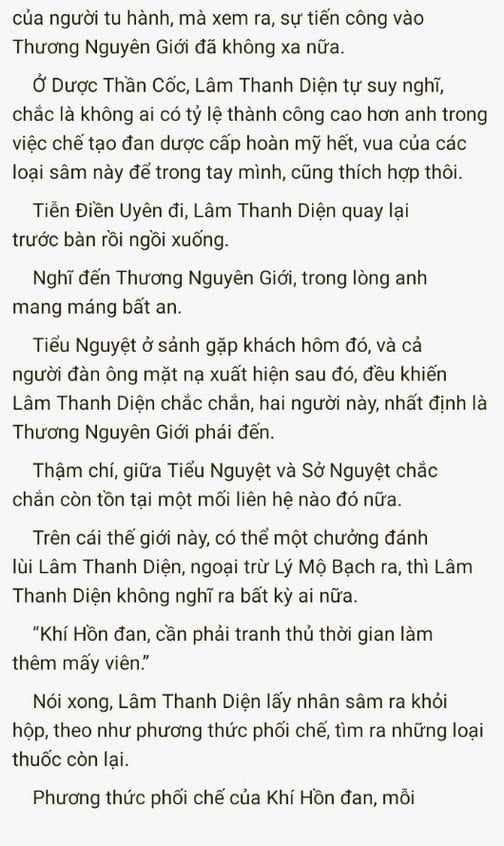 của người tu hành, mà xem ra, sự tiến công vào
Thương Nguyên Giới đã không xa nữa.
Ở Dược Thần Cốc, Lâm Thanh Diện tự suy nghĩ,
chắc là không ai có tỷ lệ thành công cao hơn anh trong
việc chế tạo đan dược cấp hoàn mỹ hết, vua của các
loại sâm này để trong tay mình, cũng thích hợp thôi.
Tiễn Điền Uyên đi, Lâm Thanh Diện quay lại
trước bàn rồi ngồi xuống.
Nghĩ đến Thương Nguyên Giới, trong lòng anh
mang máng bất an.
Tiểu Nguyệt ở sảnh gặp khách hôm đó, và cả
người đàn ông mặt nạ xuất hiện sau đó, đều khiến
Lâm Thanh Diện chắc chắn, hai người này, nhất định là
Thương Nguyên Giới phái đến.
Thậm chí, giữa Tiểu Nguyệt và Sở Nguyệt chắc
chắn còn tồn tại một mối liên hệ nào đó nữa.
Trên cái thế giới này, có thể một chưởng đánh
lùi Lâm Thanh Diện, ngoại trừ Lý Mộ Bạch ra, thì Lâm
Thanh Diện không nghĩ ra bất kỳ ai nữa.
“Khí Hồn đan, cần phải tranh thủ thời gian làm
thêm mấy viên.”
Nói xong, Lâm Thanh Diện lấy nhân sâm ra khỏi
hộp, theo như phương thức phối chế, tìm ra những loại
thuốc còn lại.
Phương thức phối chế của Khí Hồn đan, mỗi